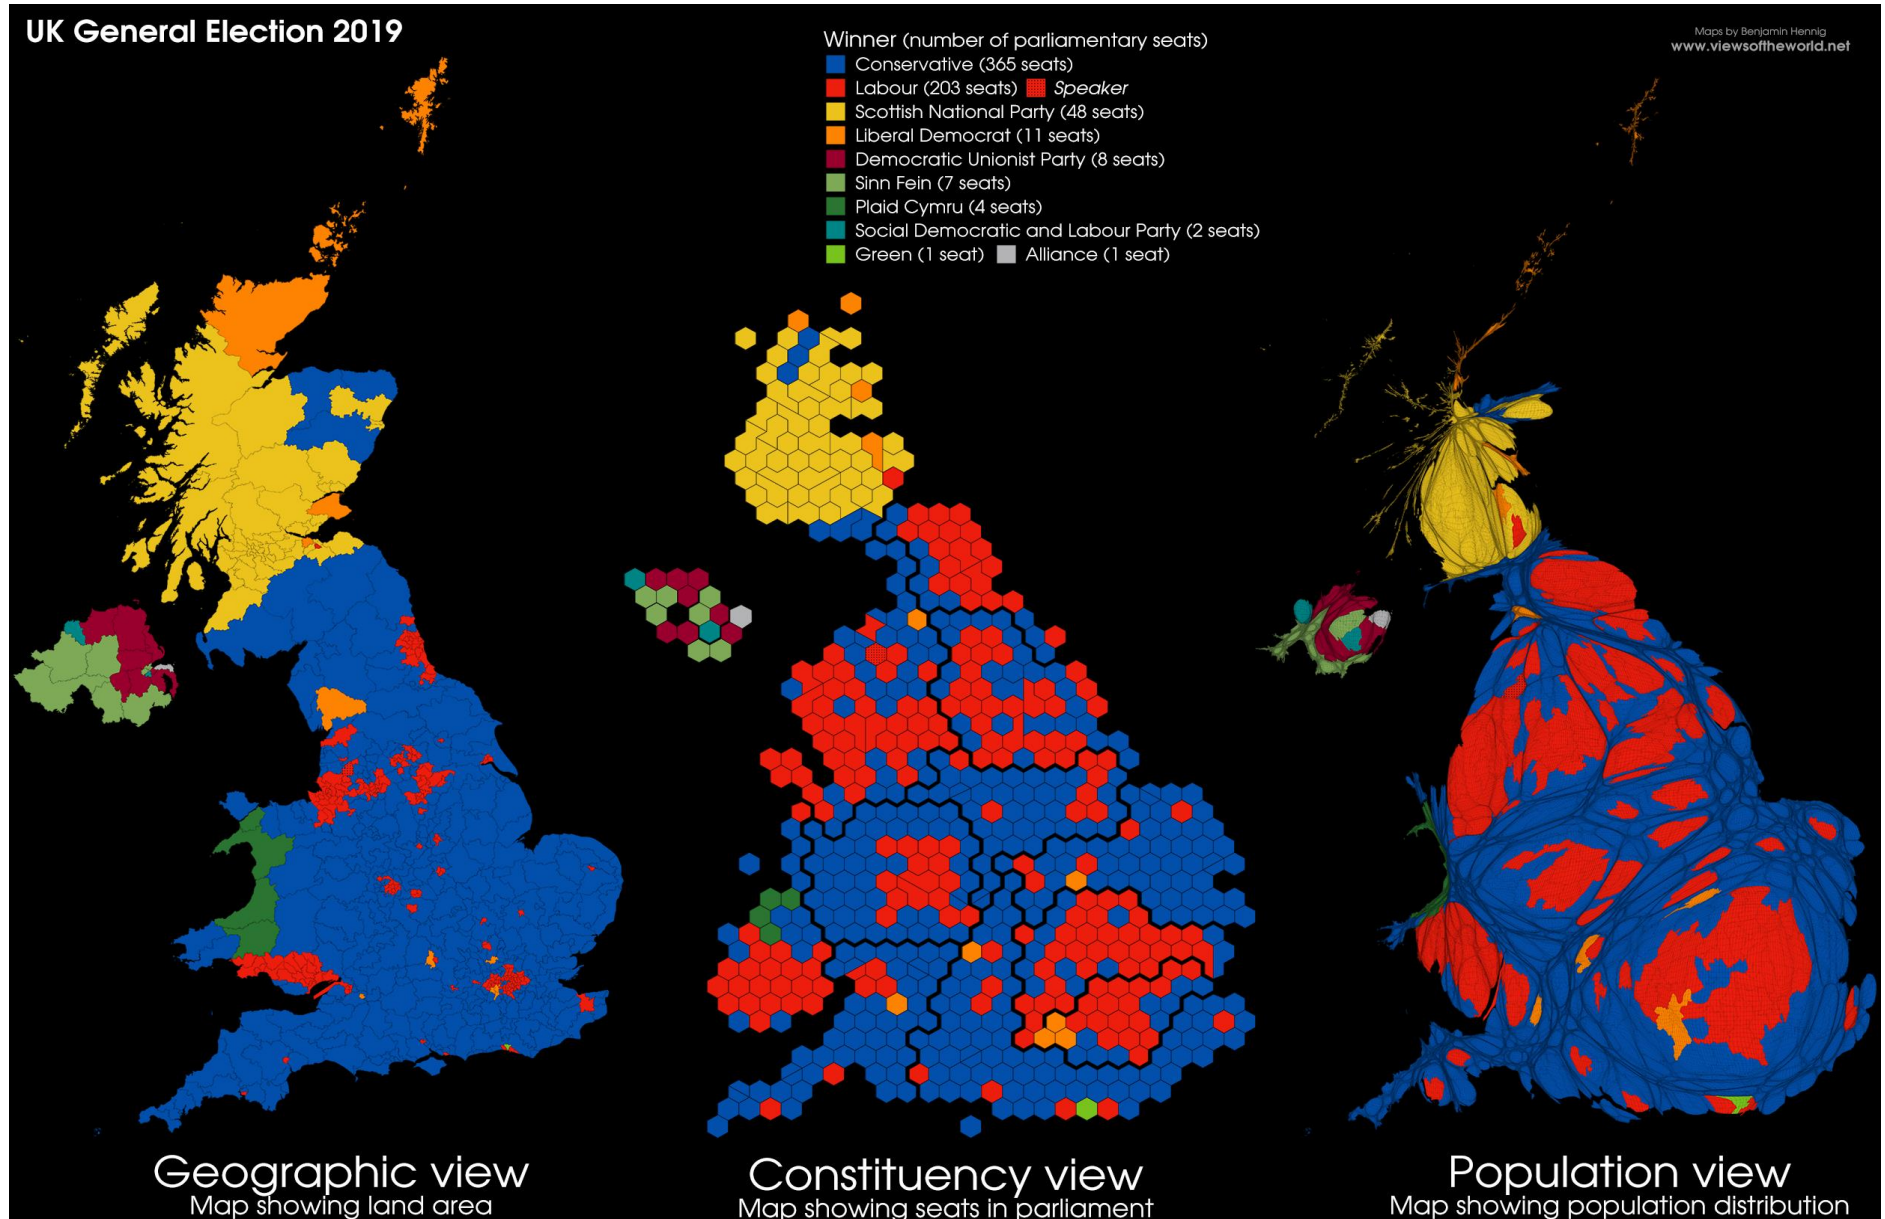 UK General Election 2019
Maps by Benjamin Hennig
www.viewsoftheworld.net
Winner (number of parliamentary seats)
Conservative (365 seats)
Labour (203 seats) Speaker
Scottish National Party (48 seats)
Liberal Democrat (11 seats)
Democratic Unionist Party (8 seats)
Sinn Fein (7 seats)
Plaid Cymru (4 seats)
Social Democratic and Labour Party (2 seats)
Green (1 seat) Alliance (1 seat)
Geographic view
Map showing land area
Constituency view
Map showing seats in parliament
Population view
Map showing population distribution